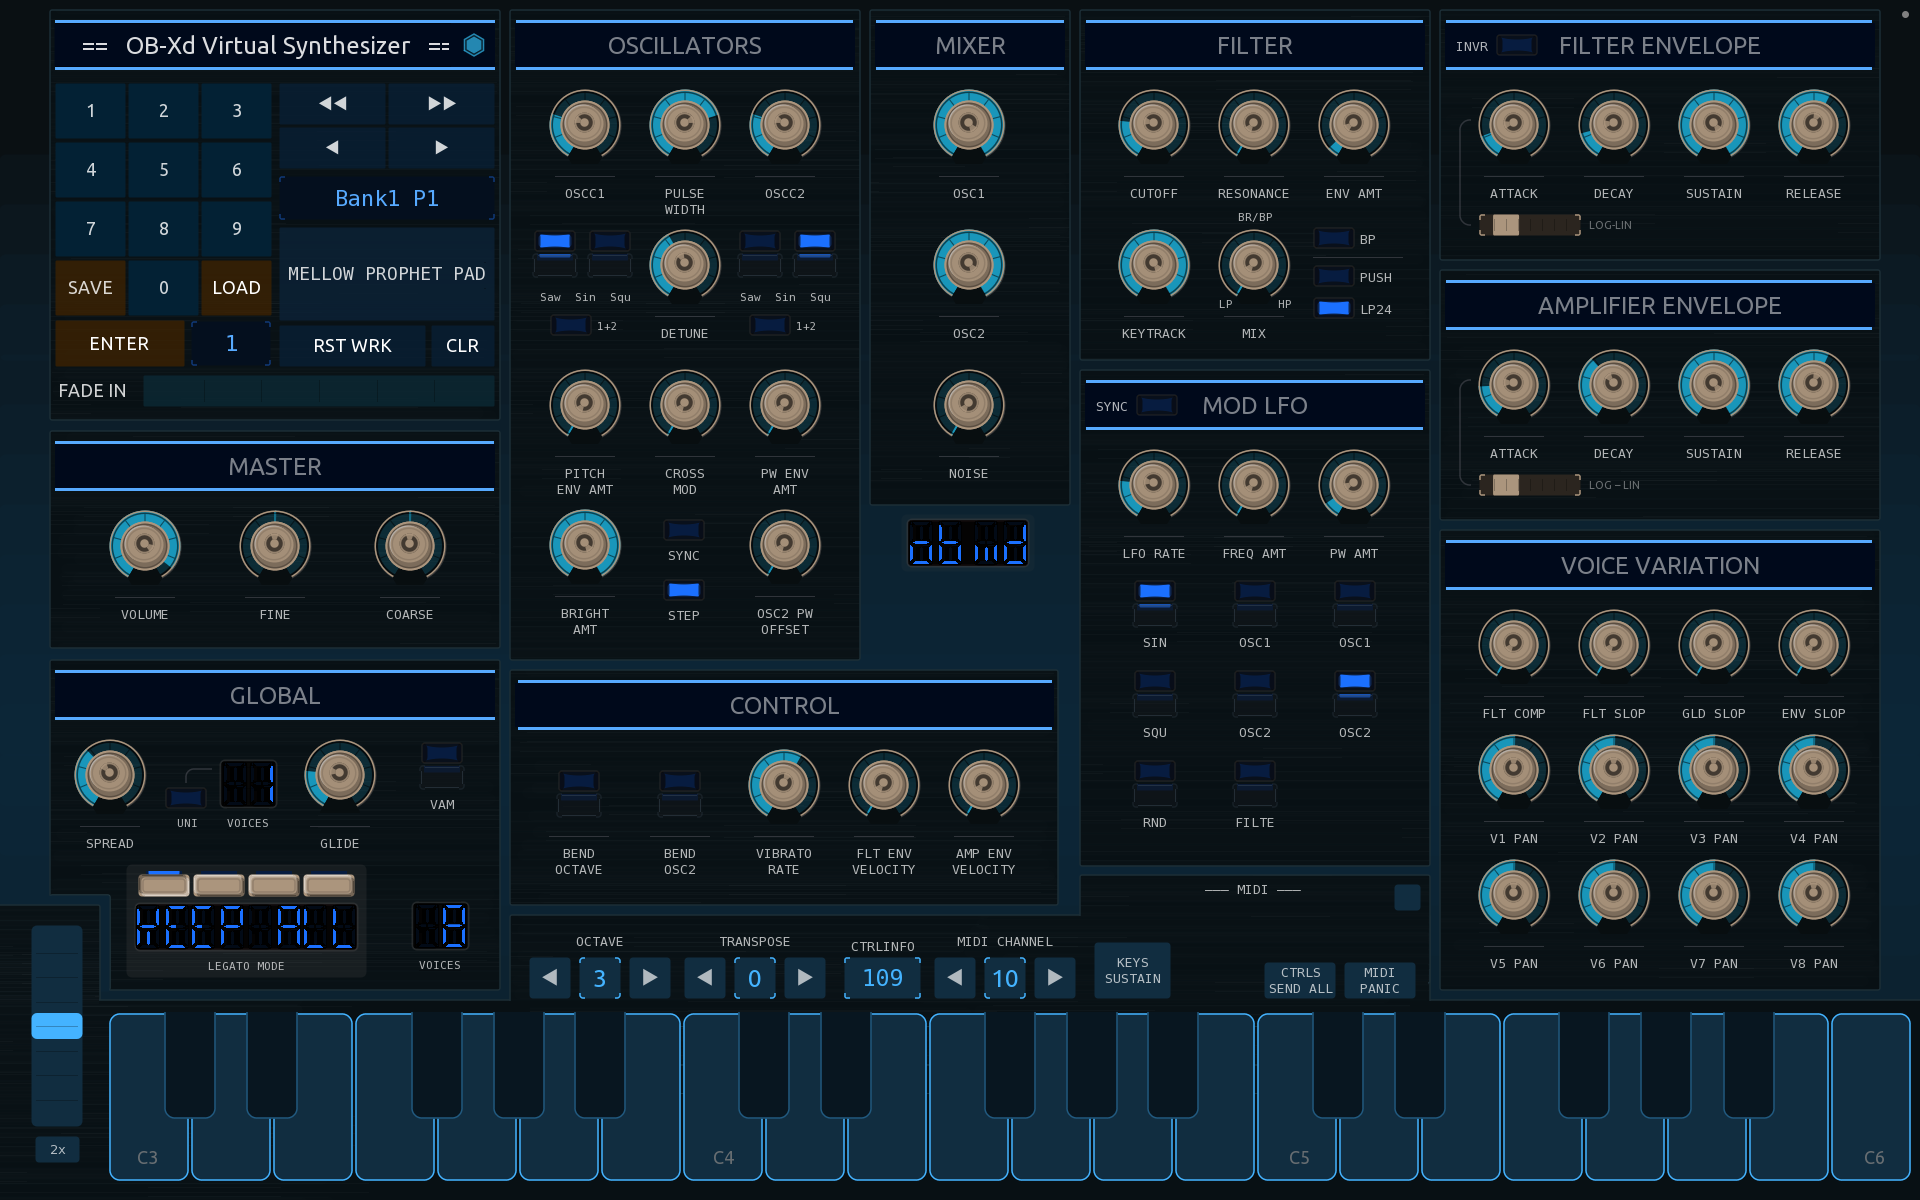 == OB-Xd Virtual Synthesizer ==
1 2 3
4 5 6
7 8 9
SAVE 0 LOAD
ENTER 1
Bank1 P1
MELLOW PROPHET PAD
RST WRK CLR
FADE IN
MASTER
VOLUME FINE COARSE
GLOBAL
SPREAD UNI VOICES GLIDE VAM
1
KEEP ALL
LEGATO MODE
8
VOICES
2x
OSCILLATORS
OSCC1 PULSE WIDTH OSCC2
Saw Sin Squ
1+2
DETUNE
Saw Sin Squ
1+2
PITCH ENV AMT
CROSS MOD
PW ENV AMT
BRIGHT AMT
SYNC
STEP
OSC2 PW OFFSET
MIXER
OSC1
OSC2
NOISE
FILTER
CUTOFF RESONANCE ENV AMT
BR/BP
BP
PUSH
LP24
LP HP
KEYTRACK MIX
SYNC MOD LFO
LFO RATE FREQ AMT PW AMT
SIN OSC1 OSC1
SQU OSC2 OSC2
RND FILTE
INVR FILTER ENVELOPE
ATTACK DECAY SUSTAIN RELEASE
LOG-LIN
AMPLIFIER ENVELOPE
ATTACK DECAY SUSTAIN RELEASE
LOG – LIN
VOICE VARIATION
FLT COMP FLT SLOP GLD SLOP ENV SLOP
V1 PAN V2 PAN V3 PAN V4 PAN
V5 PAN V6 PAN V7 PAN V8 PAN
CONTROL
BEND OCTAVE
BEND OSC2
VIBRATO RATE
FLT ENV VELOCITY
AMP ENV VELOCITY
MIDI
OCTAVE TRANSPOSE CTRLINFO MIDI CHANNEL
3 0 109 10
KEYS SUSTAIN
CTRLS SEND ALL
MIDI PANIC
C3 C4 C5 C6